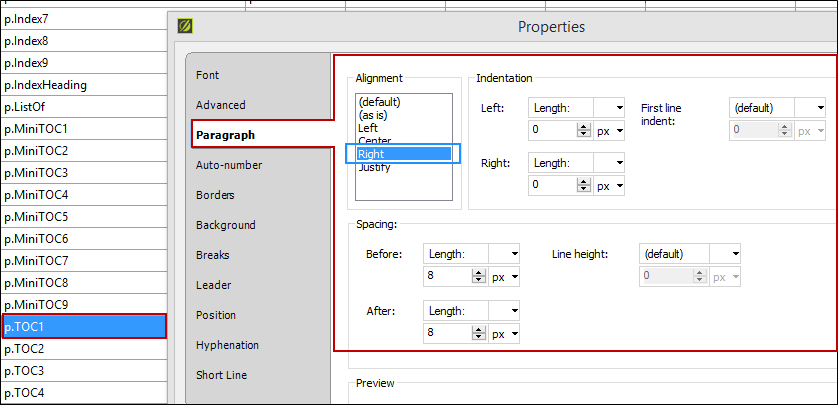 p.Index7
p.Index8
p.Index9
p.IndexHeading
p.ListOf
p.MiniTOC1
p.MiniTOC2
p.MiniTOC3
p.MiniTOC4
p.MiniTOC5
p.MiniTOC6
p.MiniTOC7
p.MiniTOC8
p.MiniTOC9
p.TOC1
p.TOC2
p.TOC3
p.TOC4
Properties
Font
Advanced
Paragraph
Auto-number
Borders
Background
Breaks
Leader
Position
Hyphenation
Short Line
Alignment
(default)
(as is)
Left
Center
Right
Justify
Indentation
Left: Length: First line indent: (default)
0 px 0 px
Right: Length:
0 px
Spacing:
Before: Length: Line height: (default)
8 px 0 px
After: Length:
8 px
Preview